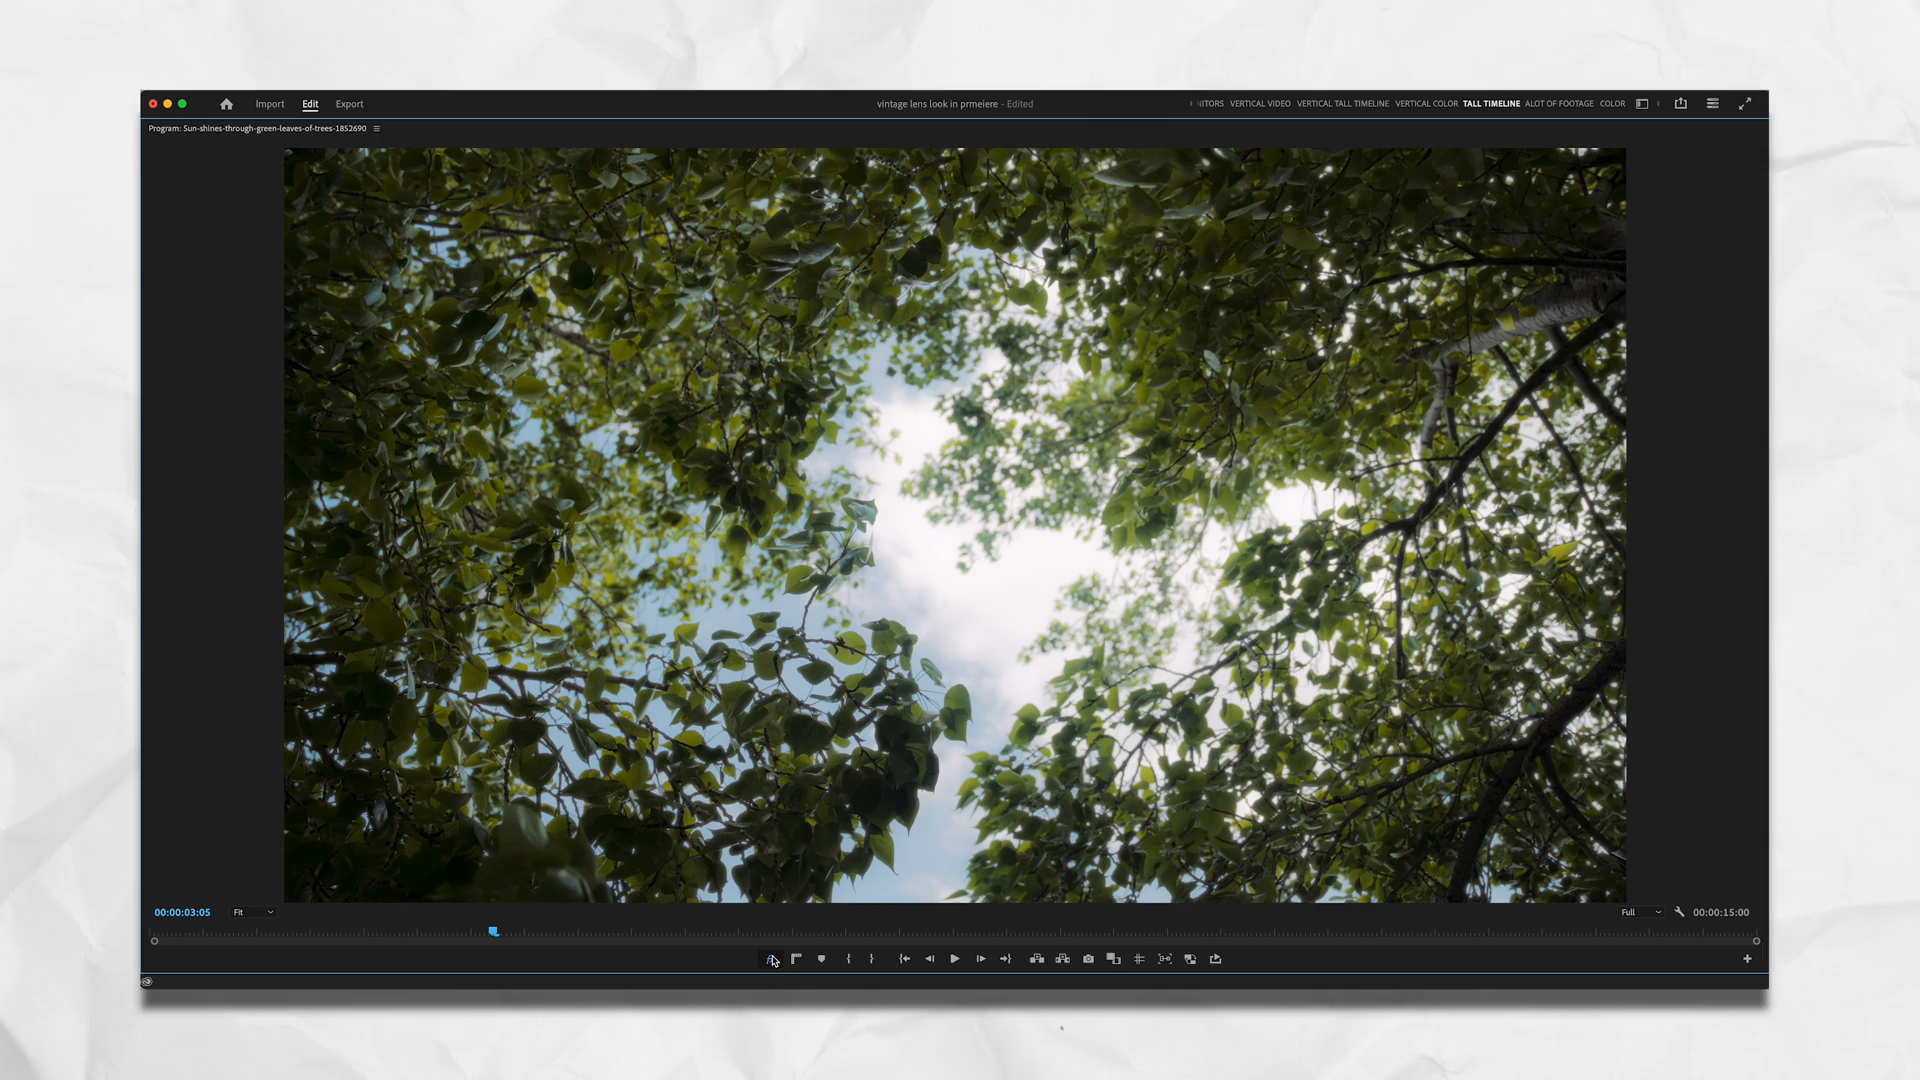 Import Edit Export vintage lens look in prmeiere - Edited ITORS VERTICAL VIDEO VERTICAL TALL TIMELINE VERTICAL COLOR TALL TIMELINE ALOT OF FOOTAGE COLOR
Program: Sun-shines-through-green-leaves-of-trees-1852690
00:00:03:05 Fit Full 00:00:15:00